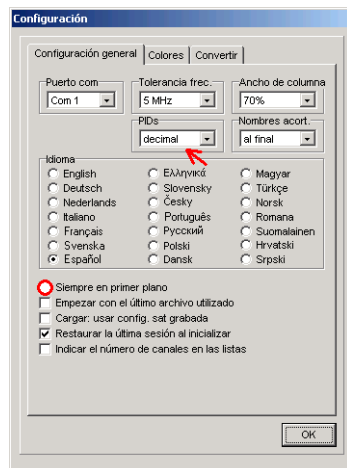 Configuración
Configuración general Colores Convertir
Puerto com Tolerancia frec. Ancho de columna
Com 1 5 MHz 70%
PIDs Nombres acort.
decimal al final
Idioma
English Ελληνικά Magyar
Deutsch Slovensky Türkçe
Nederlands Česky Norsk
Italiano Português Romana
Français Русский Suomalainen
Svenska Polski Hrvatski
Español Dansk Srpski
Siempre en primer plano
Empezar con el último archivo utilizado
Cargar: usar config. sat grabada
Restaurar la última sesión al inicializar
Indicar el número de canales en las listas
OK